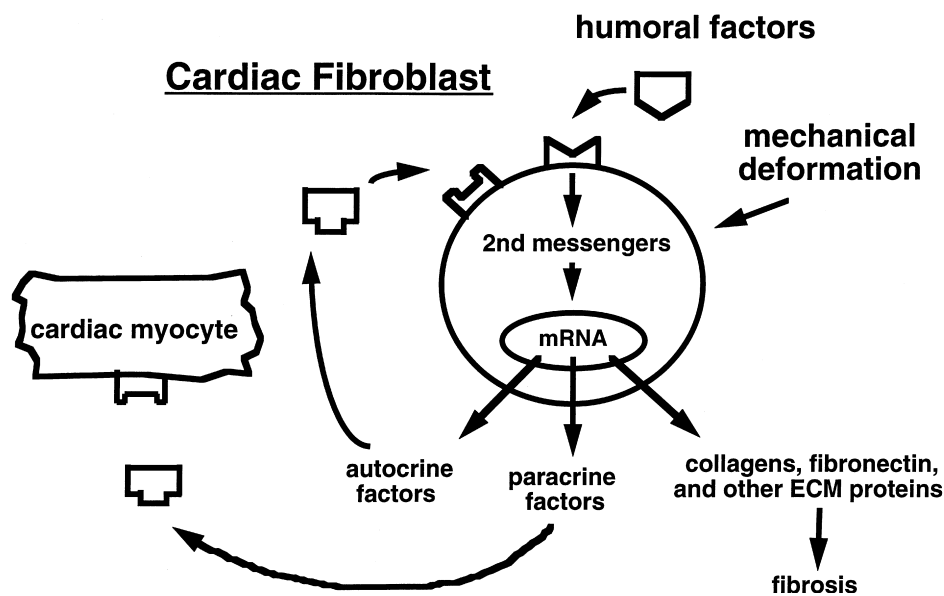 humoral factors
Cardiac Fibroblast
mechanical
deformation
2nd messengers
cardiac myocyte
mRNA
autocrine
factors
paracrine
factors
collagens, fibronectin,
and other ECM proteins
fibrosis